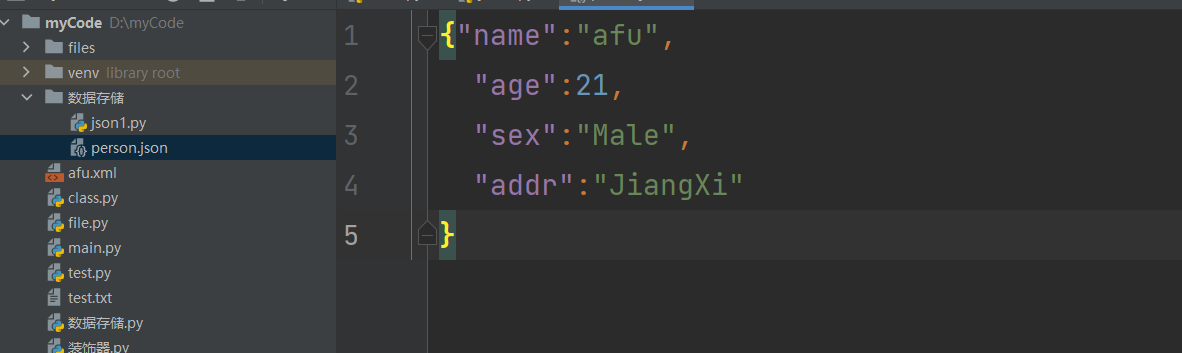 myCode D:\myCode
files
venv library root
数据存储
json1.py
person.json
afu.xml
class.py
file.py
main.py
test.py
test.txt
数据存储.py
装饰器.py
1 {"name":"afu",
2 "age":21,
3 "sex":"Male",
4 "addr":"JiangXi"
5 }